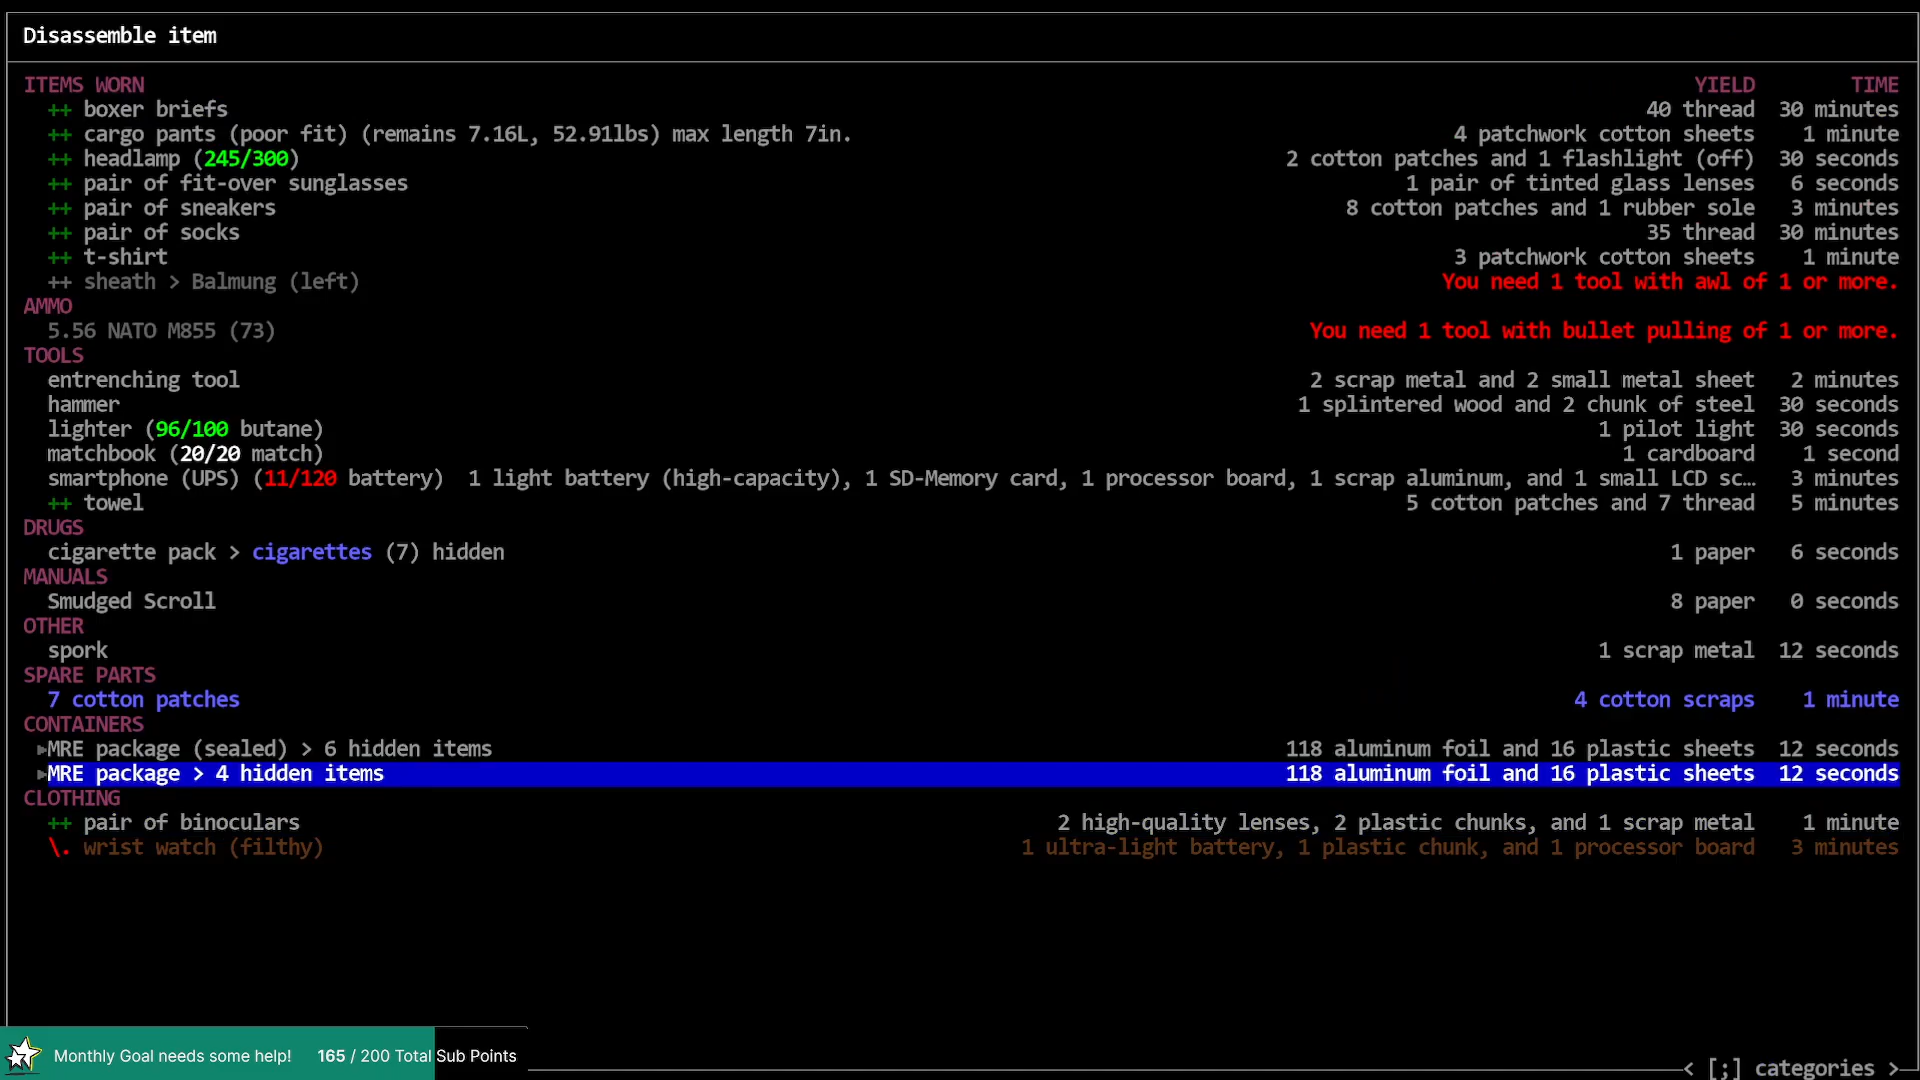 Disassemble item
ITEMS WORN YIELD TIME
++ boxer briefs 40 thread 30 minutes
++ cargo pants (poor fit) (remains 7.16L, 52.91lbs) max length 7in. 4 patchwork cotton sheets 1 minute
++ headlamp (245/300) 2 cotton patches and 1 flashlight (off) 30 seconds
++ pair of fit-over sunglasses 1 pair of tinted glass lenses 6 seconds
++ pair of sneakers 8 cotton patches and 1 rubber sole 3 minutes
++ pair of socks 35 thread 30 minutes
++ t-shirt 3 patchwork cotton sheets 1 minute
++ sheath > Balmung (left) You need 1 tool with awl of 1 or more.
AMMO
5.56 NATO M855 (73) You need 1 tool with bullet pulling of 1 or more.
TOOLS
entrenching tool 2 scrap metal and 2 small metal sheet 2 minutes
hammer 1 splintered wood and 2 chunk of steel 30 seconds
lighter (96/100 butane) 1 pilot light 30 seconds
matchbook (20/20 match) 1 cardboard 1 second
smartphone (UPS) (11/120 battery) 1 light battery (high-capacity), 1 SD-Memory card, 1 processor board, 1 scrap aluminum, and 1 small LCD sc… 3 minutes
++ towel 5 cotton patches and 7 thread 5 minutes
DRUGS
cigarette pack > cigarettes (7) hidden 1 paper 6 seconds
MANUALS
Smudged Scroll 8 paper 0 seconds
OTHER
spork 1 scrap metal 12 seconds
SPARE PARTS
7 cotton patches 4 cotton scraps 1 minute
CONTAINERS
▸MRE package (sealed) > 6 hidden items 118 aluminum foil and 16 plastic sheets 12 seconds
▸MRE package > 4 hidden items 118 aluminum foil and 16 plastic sheets 12 seconds
CLOTHING
++ pair of binoculars 2 high-quality lenses, 2 plastic chunks, and 1 scrap metal 1 minute
\. wrist watch (filthy) 1 ultra-light battery, 1 plastic chunk, and 1 processor board 3 minutes
Monthly Goal needs some help! 165 / 200 Total Sub Points
< [;] categories >